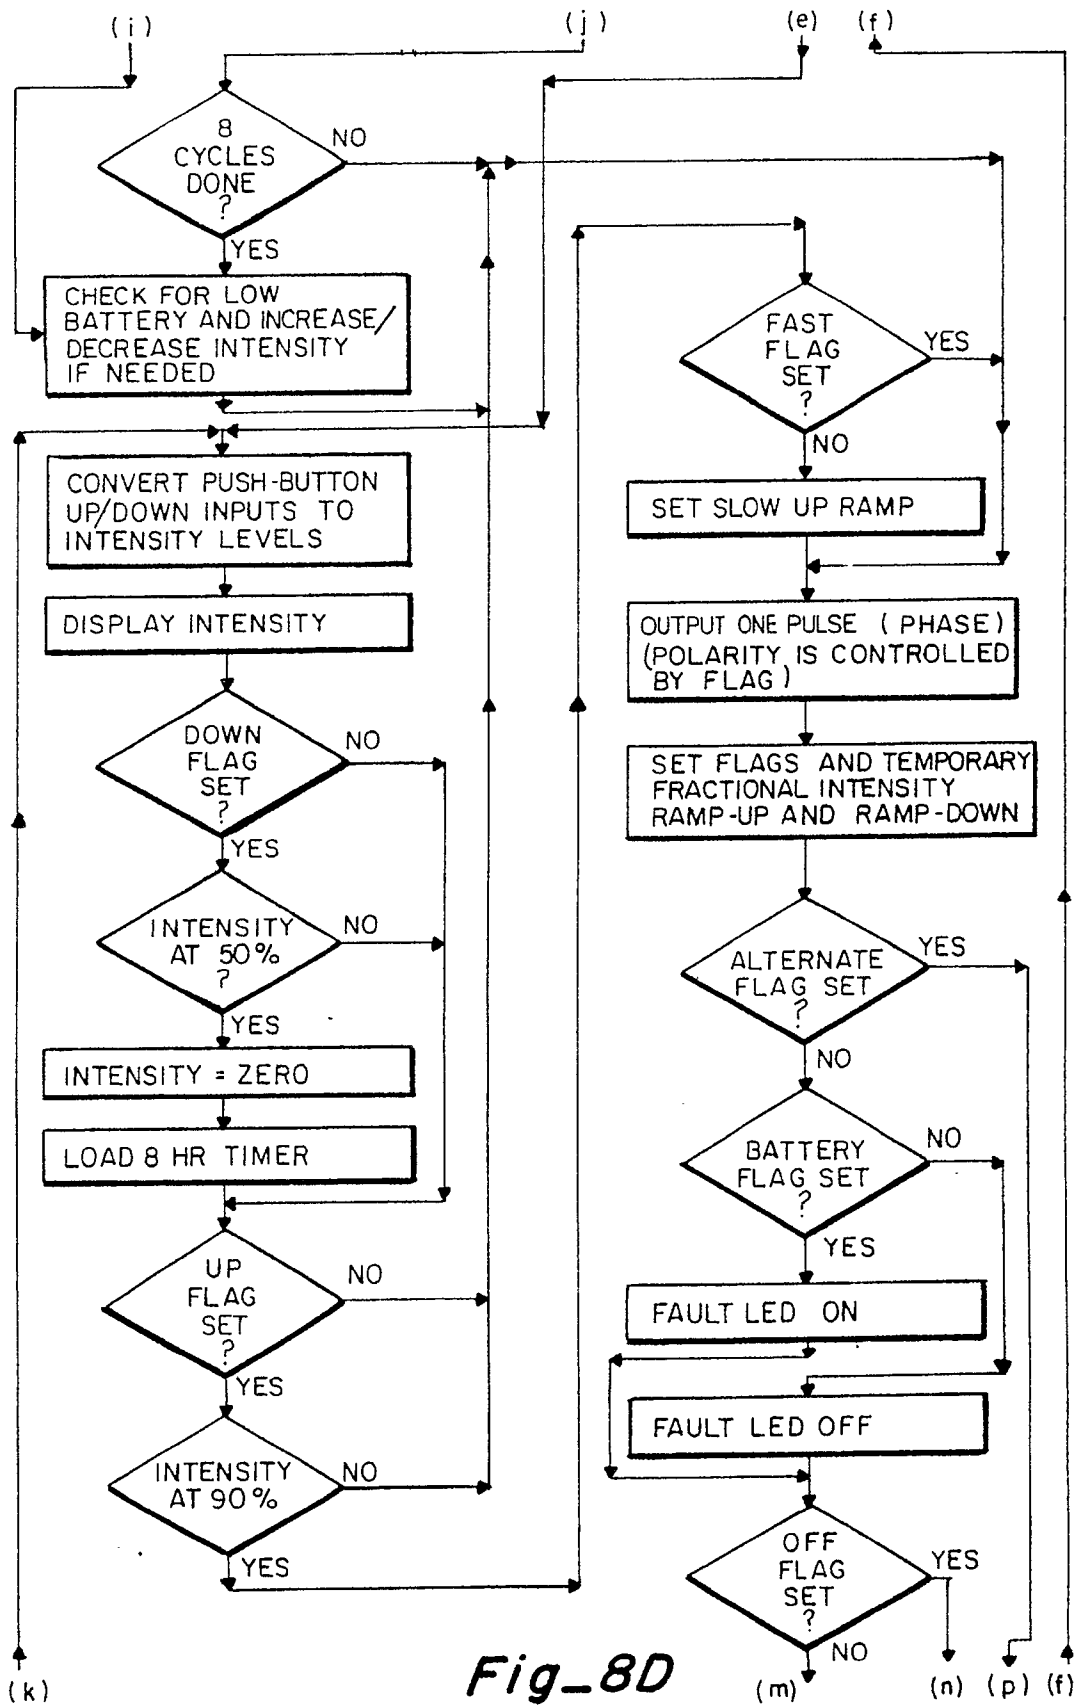 (i)
(j)
(e)
(f)
8
CYCLES
DONE
?
NO
YES
CHECK FOR LOW
BATTERY AND INCREASE/
DECREASE INTENSITY
IF NEEDED
CONVERT PUSH-BUTTON
UP/DOWN INPUTS TO
INTENSITY LEVELS
DISPLAY INTENSITY
DOWN
FLAG
SET
?
NO
YES
INTENSITY
AT 50%
?
NO
YES
INTENSITY = ZERO
LOAD 8 HR TIMER
UP
FLAG
SET
?
NO
YES
INTENSITY
AT 90%
NO
YES
(k)
FAST
FLAG
SET
?
YES
NO
SET SLOW UP RAMP
OUTPUT ONE PULSE (PHASE)
(POLARITY IS CONTROLLED
BY FLAG)
SET FLAGS AND TEMPORARY
FRACTIONAL INTENSITY
RAMP-UP AND RAMP-DOWN
ALTERNATE
FLAG SET
?
YES
NO
BATTERY
FLAG SET
?
NO
YES
FAULT LED ON
FAULT LED OFF
OFF
FLAG
SET
?
YES
NO
(m)
(n)
(p)
(f)
Fig_8D